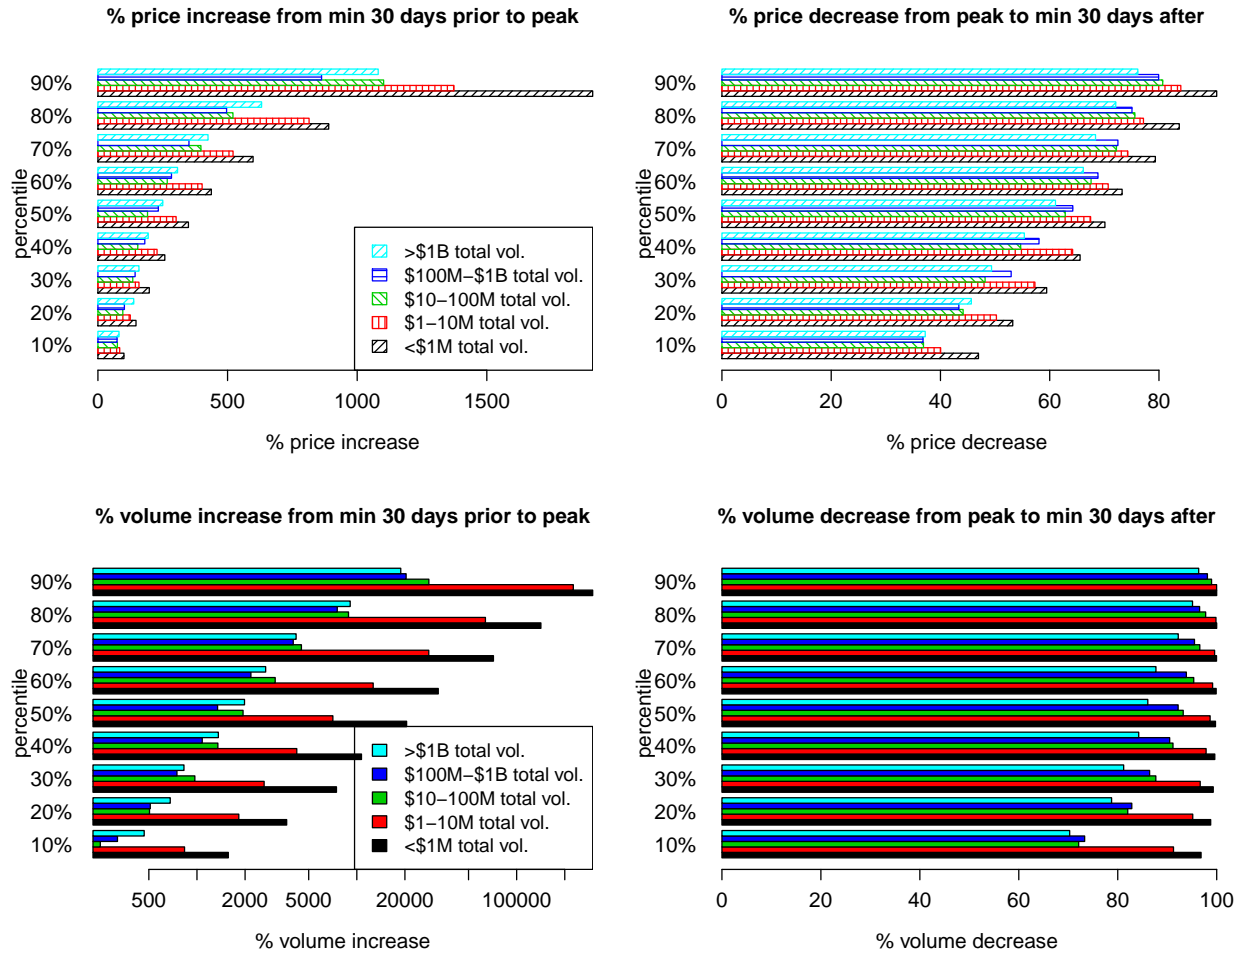 % price increase from min 30 days prior to peak
percentile
90%
80%
70%
60%
50%
40%
30%
20%
10%
>$1B total vol.
$100M−$1B total vol.
$10−100M total vol.
$1−10M total vol.
<$1M total vol.
0 500 1000 1500
% price increase
% price decrease from peak to min 30 days after
percentile
90%
80%
70%
60%
50%
40%
30%
20%
10%
0 20 40 60 80
% price decrease
% volume increase from min 30 days prior to peak
percentile
90%
80%
70%
60%
50%
40%
30%
20%
10%
>$1B total vol.
$100M−$1B total vol.
$10−100M total vol.
$1−10M total vol.
<$1M total vol.
500 2000 5000 20000 100000
% volume increase
% volume decrease from peak to min 30 days after
percentile
90%
80%
70%
60%
50%
40%
30%
20%
10%
0 20 40 60 80 100
% volume decrease